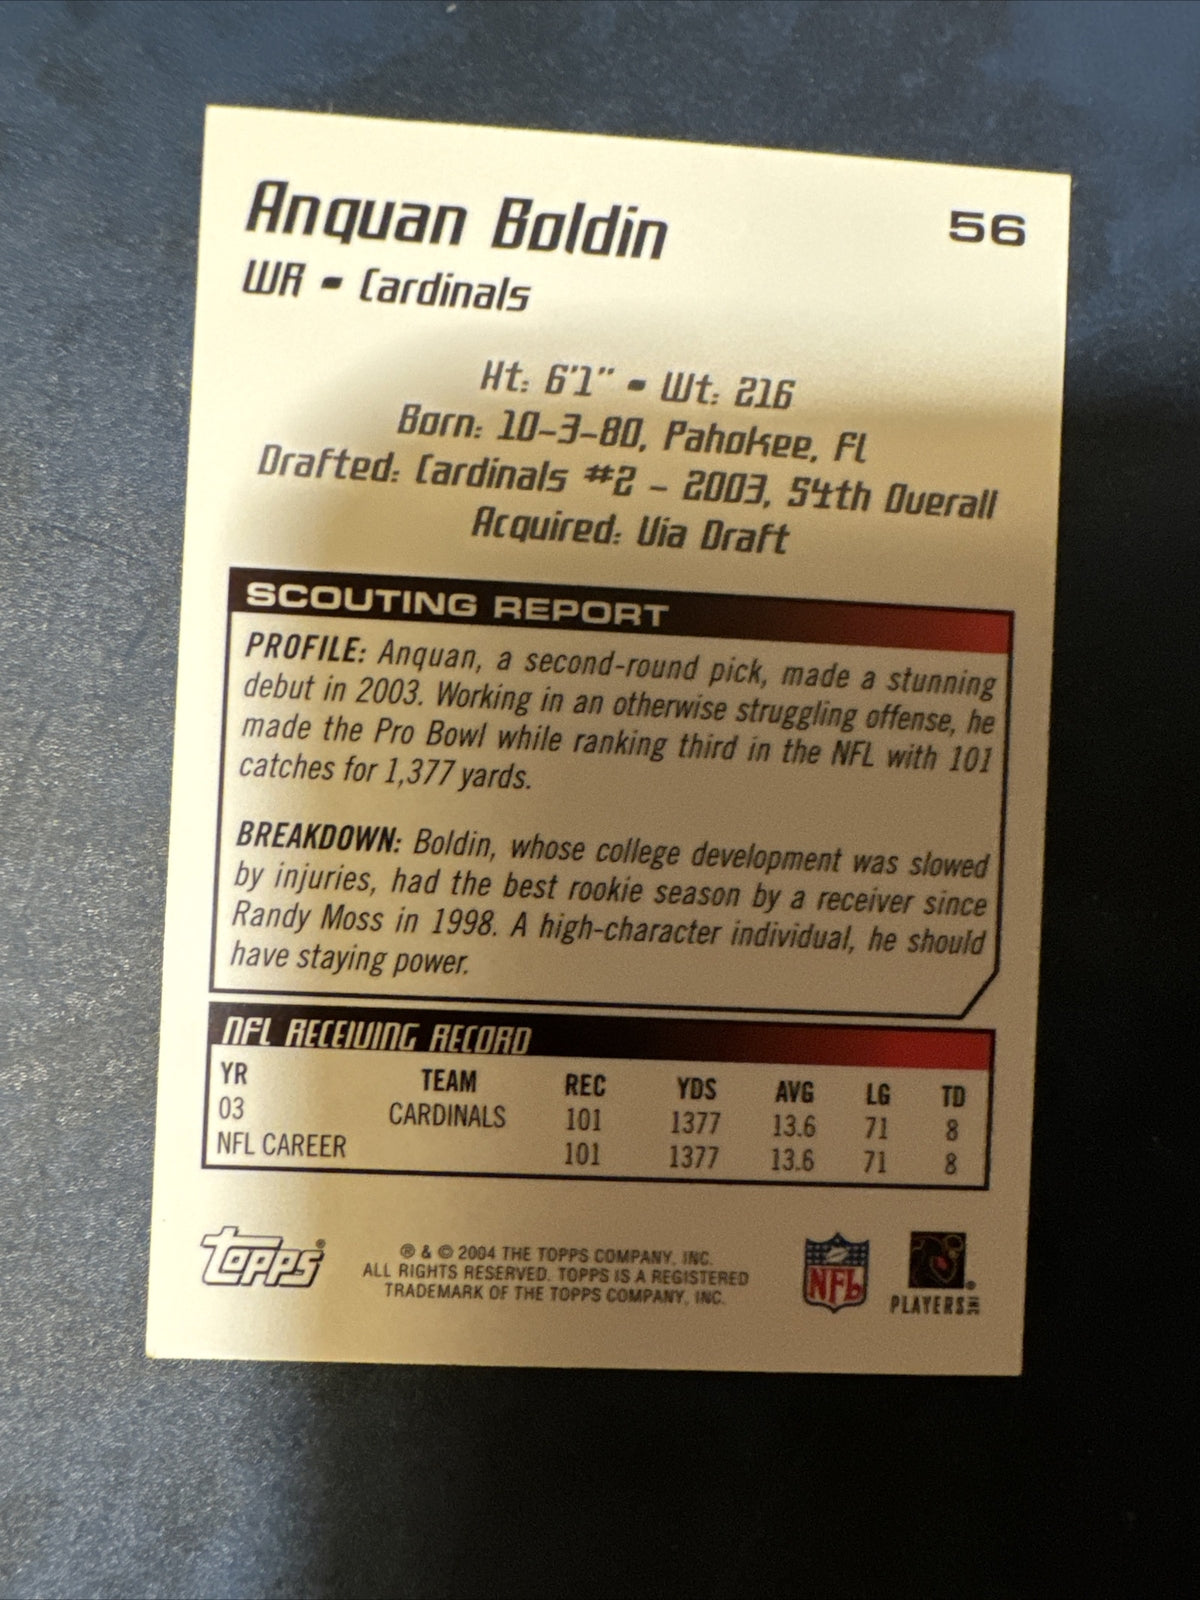 Anquan Boldin
56
WR - Cardinals
Ht: 6'1" - Wt: 216
Born: 10-3-80, Pahokee, FL
Drafted: Cardinals #2 - 2003, 54th Overall
Acquired: Via Draft
SCOUTING REPORT
PROFILE: Anquan, a second-round pick, made a stunning
debut in 2003. Working in an otherwise struggling offense, he
made the Pro Bowl while ranking third in the NFL with 101
catches for 1,377 yards.
BREAKDOWN: Boldin, whose college development was slowed
by injuries, had the best rookie season by a receiver since
Randy Moss in 1998. A high-character individual, he should
have staying power.
NFL RECEIVING RECORD
YR TEAM REC YDS AVG LG TD
03 CARDINALS 101 1377 13.6 71 8
NFL CAREER 101 1377 13.6 71 8
Topps®
® & © 2004 THE TOPPS COMPANY, INC.
ALL RIGHTS RESERVED. TOPPS IS A REGISTERED
TRADEMARK OF THE TOPPS COMPANY, INC.
NFL
PLAYERS INC